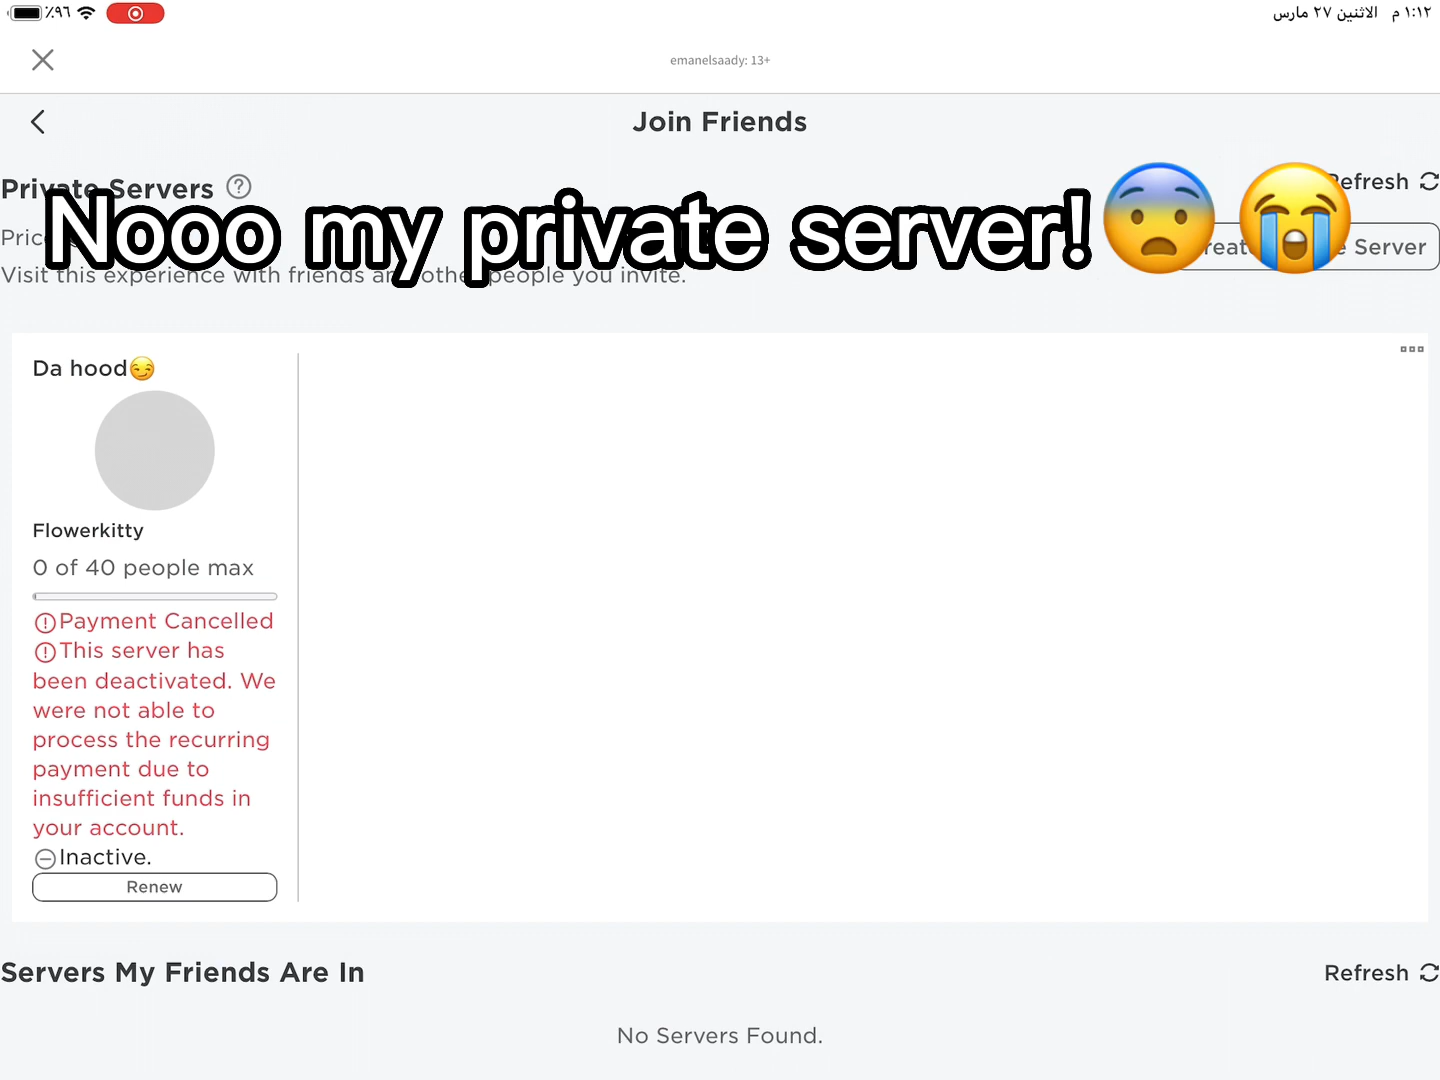 ٪٩٦
١:١٢ م الاثنين ٢٧ مارس
emanelsaady: 13+
Join Friends
Private Servers
Refresh
Nooo my private server!😨 😭
Server
Visit this experience with friends and other people you invite.
Da hood😏
Flowerkitty
0 of 40 people max
Payment Cancelled
This server has
been deactivated. We
were not able to
process the recurring
payment due to
insufficient funds in
your account.
Inactive.
Renew
Servers My Friends Are In
Refresh
No Servers Found.